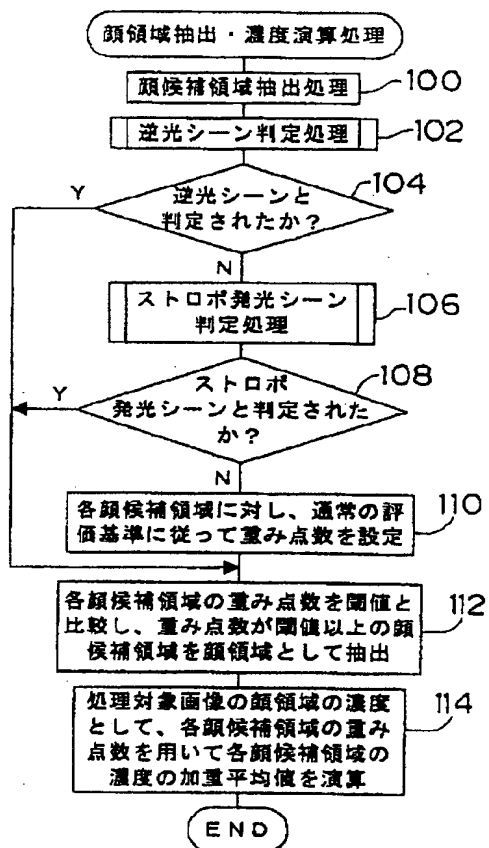 顔領域抽出・濃度演算処理
顔候補領域抽出処理
100
逆光シーン判定処理
102
Y
逆光シーンと
判定されたか?
104
N
ストロボ発光シーン
判定処理
106
Y
ストロボ
発光シーンと判定された
か?
108
N
各顔候補領域に対し、通常の評
価基準に従って重み点数を設定
110
各顔候補領域の重み点数を閾値と
比較し、重み点数が閾値以上の顔
候補領域を顔領域として抽出
112
処理対象画像の顔領域の濃度
として、各顔候補領域の重み
点数を用いて各顔候補領域の
濃度の加重平均値を演算
114
END